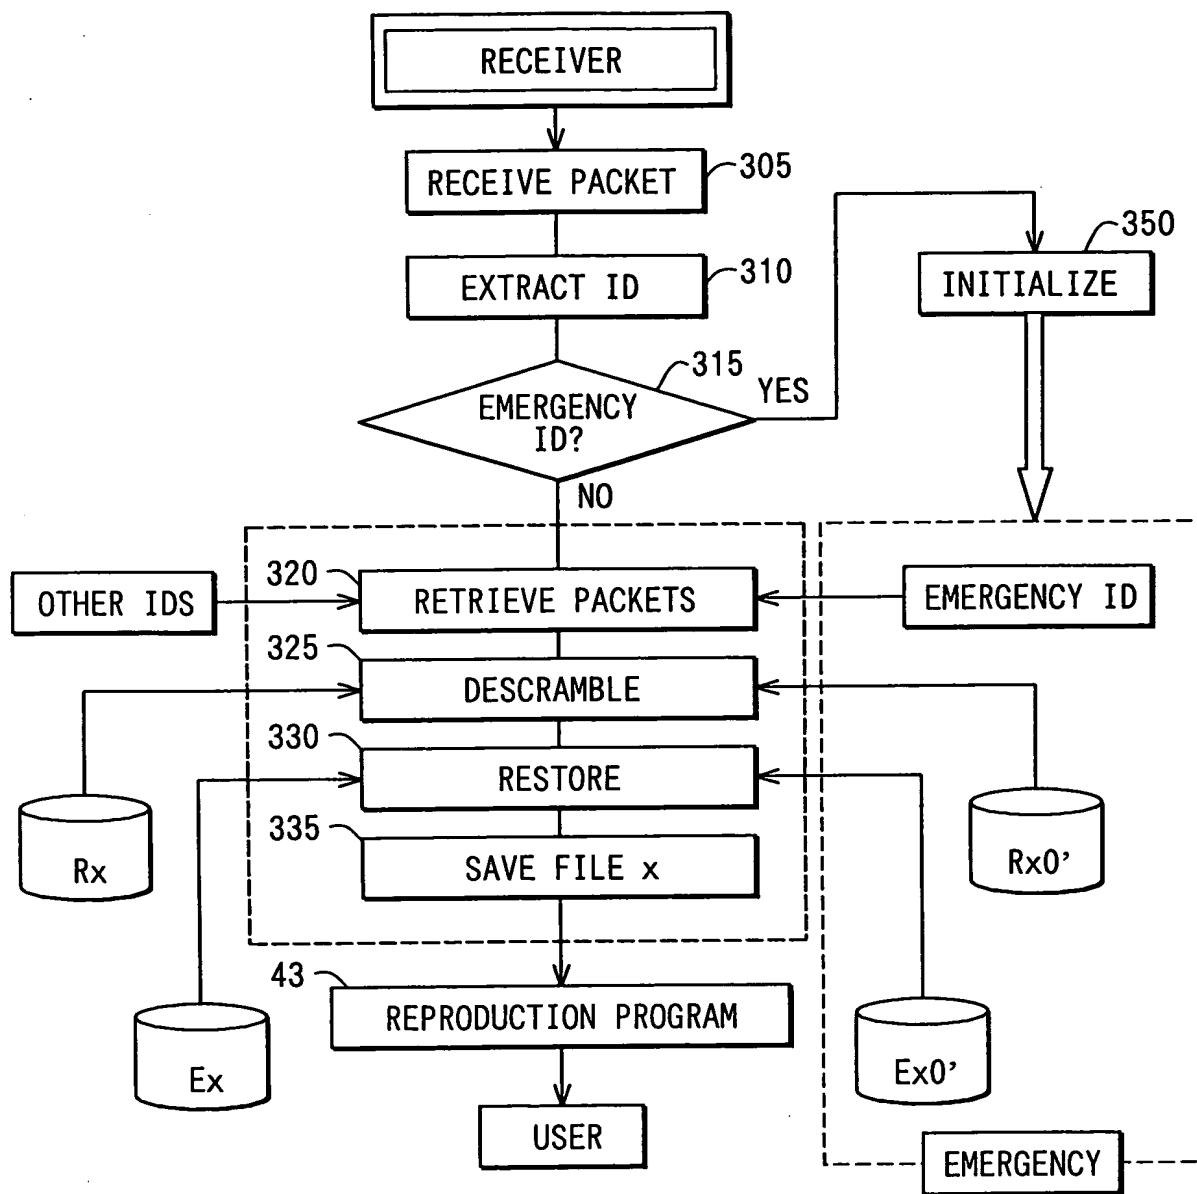 RECEIVER
RECEIVE PACKET
305
EXTRACT ID
310
350
INITIALIZE
315
EMERGENCY
ID?
YES
NO
OTHER IDS
320
RETRIEVE PACKETS
EMERGENCY ID
325
DESCRAMBLE
330
RESTORE
335
SAVE FILE x
Rx
Rx0'
43
REPRODUCTION PROGRAM
Ex
Ex0'
USER
EMERGENCY